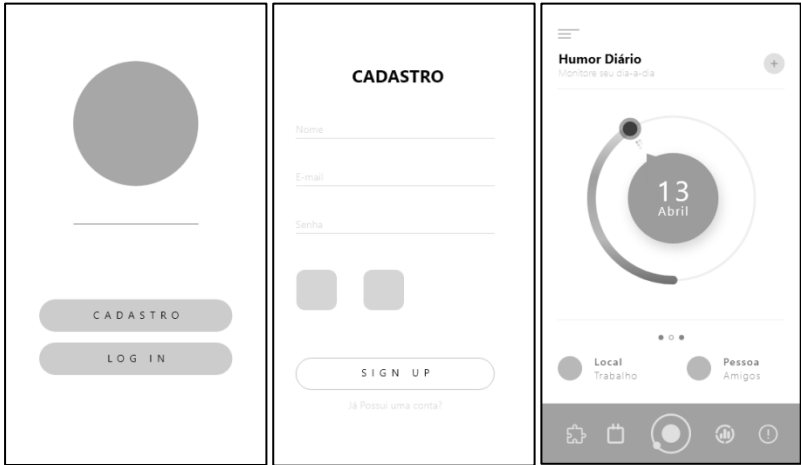 CADASTRO
LOG IN
CADASTRO
Nome
E-mail
Senha
SIGN UP
Já Possui uma conta?
Humor Diário
Monitore seu dia-a-dia
13
Abril
Local
Trabalho
Pessoa
Amigos